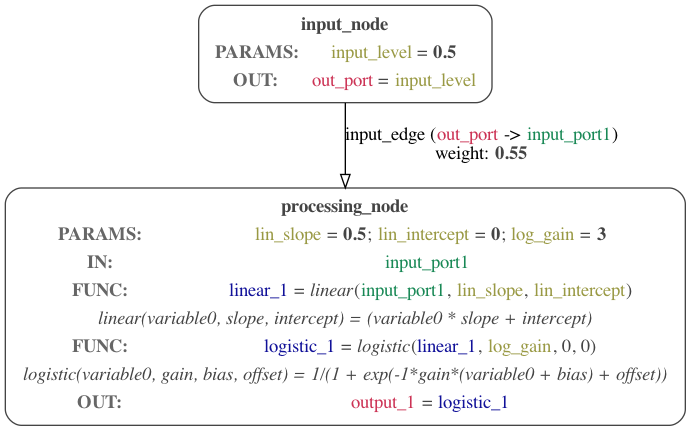 input_node
PARAMS: input_level = 0.5
OUT: out_port = input_level
input_edge (out_port -> input_port1)
weight: 0.55
processing_node
PARAMS: lin_slope = 0.5; lin_intercept = 0; log_gain = 3
IN: input_port1
FUNC: linear_1 = linear(input_port1, lin_slope, lin_intercept)
linear(variable0, slope, intercept) = (variable0 * slope + intercept)
FUNC: logistic_1 = logistic(linear_1, log_gain, 0, 0)
logistic(variable0, gain, bias, offset) = 1/(1 + exp(-1*gain*(variable0 + bias) + offset))
OUT: output_1 = logistic_1